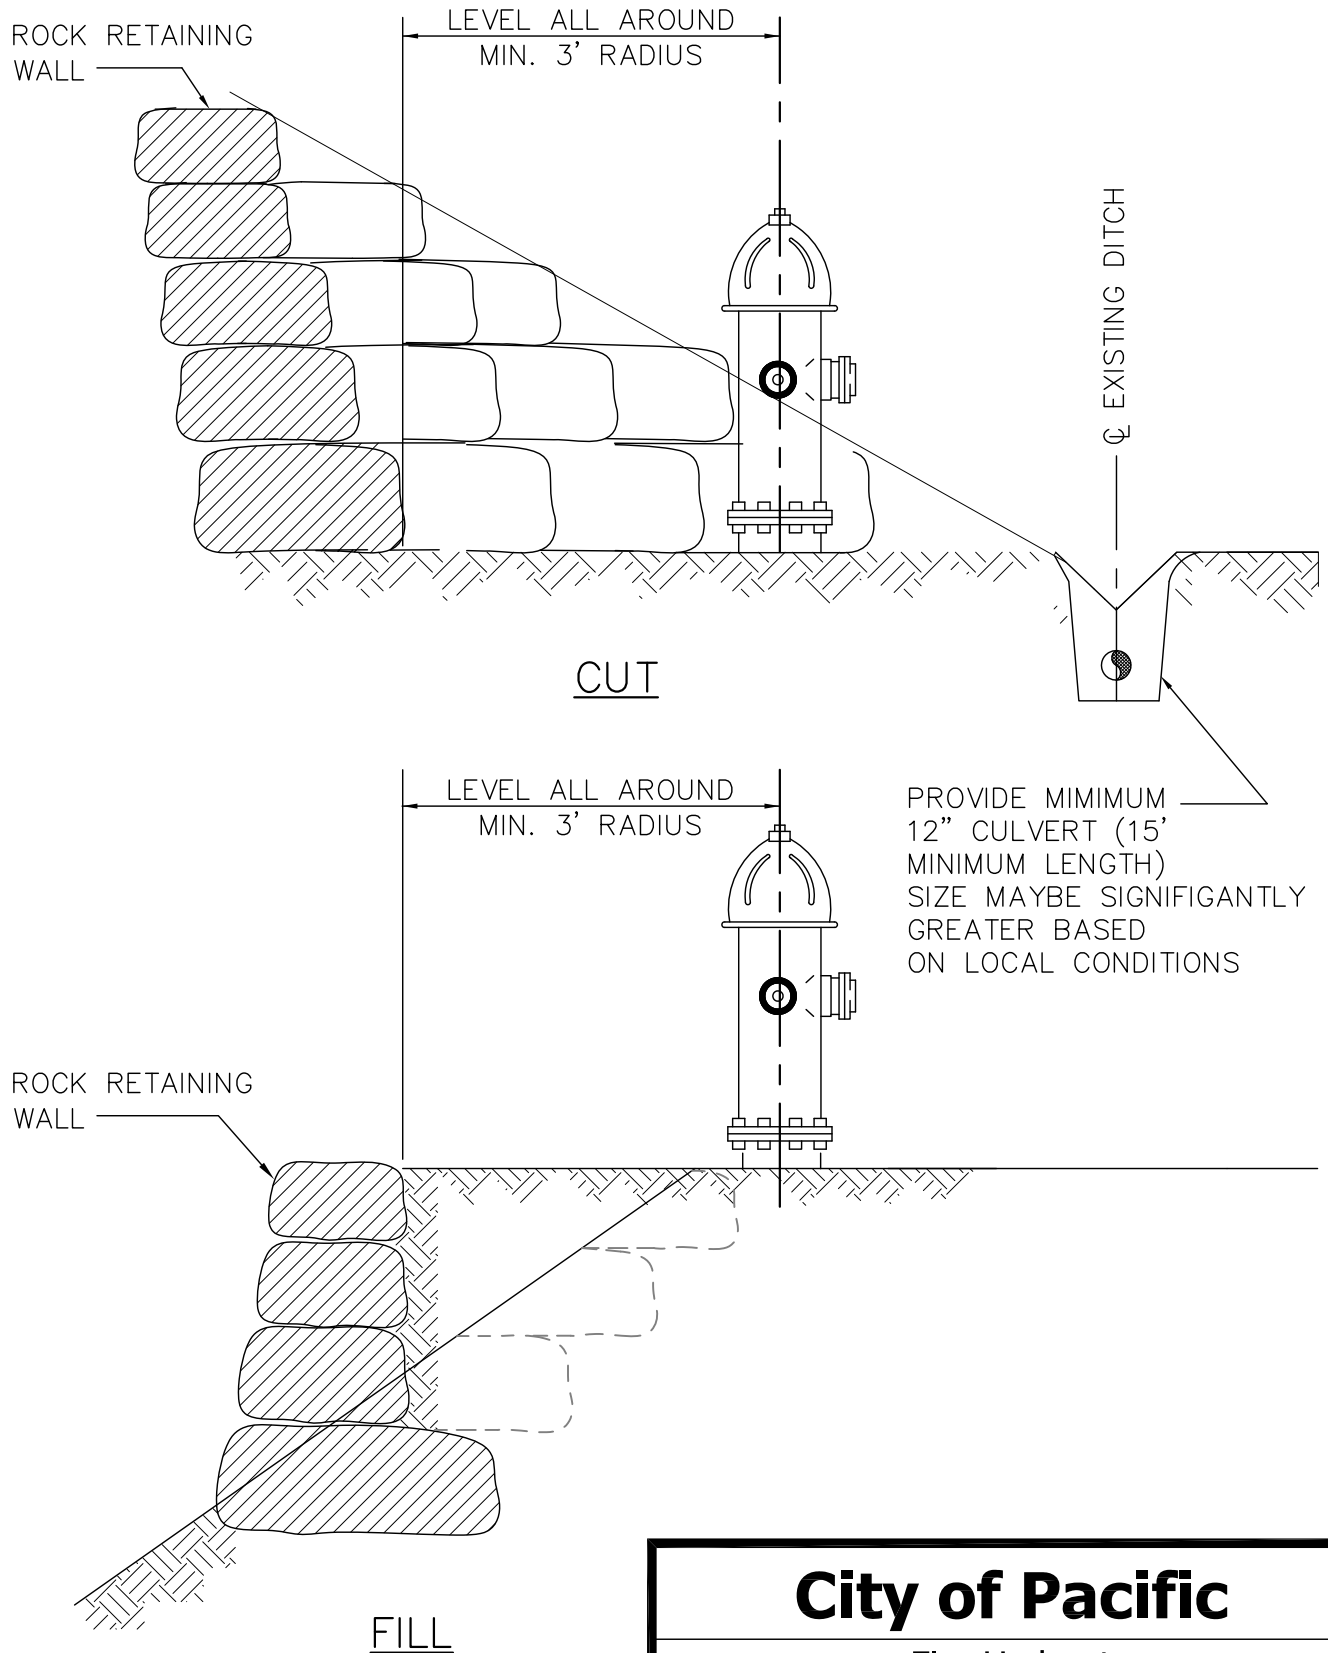 ROCK RETAINING
WALL
LEVEL ALL AROUND
MIN. 3' RADIUS
℄ EXISTING DITCH
CUT
LEVEL ALL AROUND
MIN. 3' RADIUS
PROVIDE MIMIMUM
12" CULVERT (15'
MINIMUM LENGTH)
SIZE MAYBE SIGNIFIGANTLY
GREATER BASED
ON LOCAL CONDITIONS
ROCK RETAINING
WALL
FILL
City of Pacific